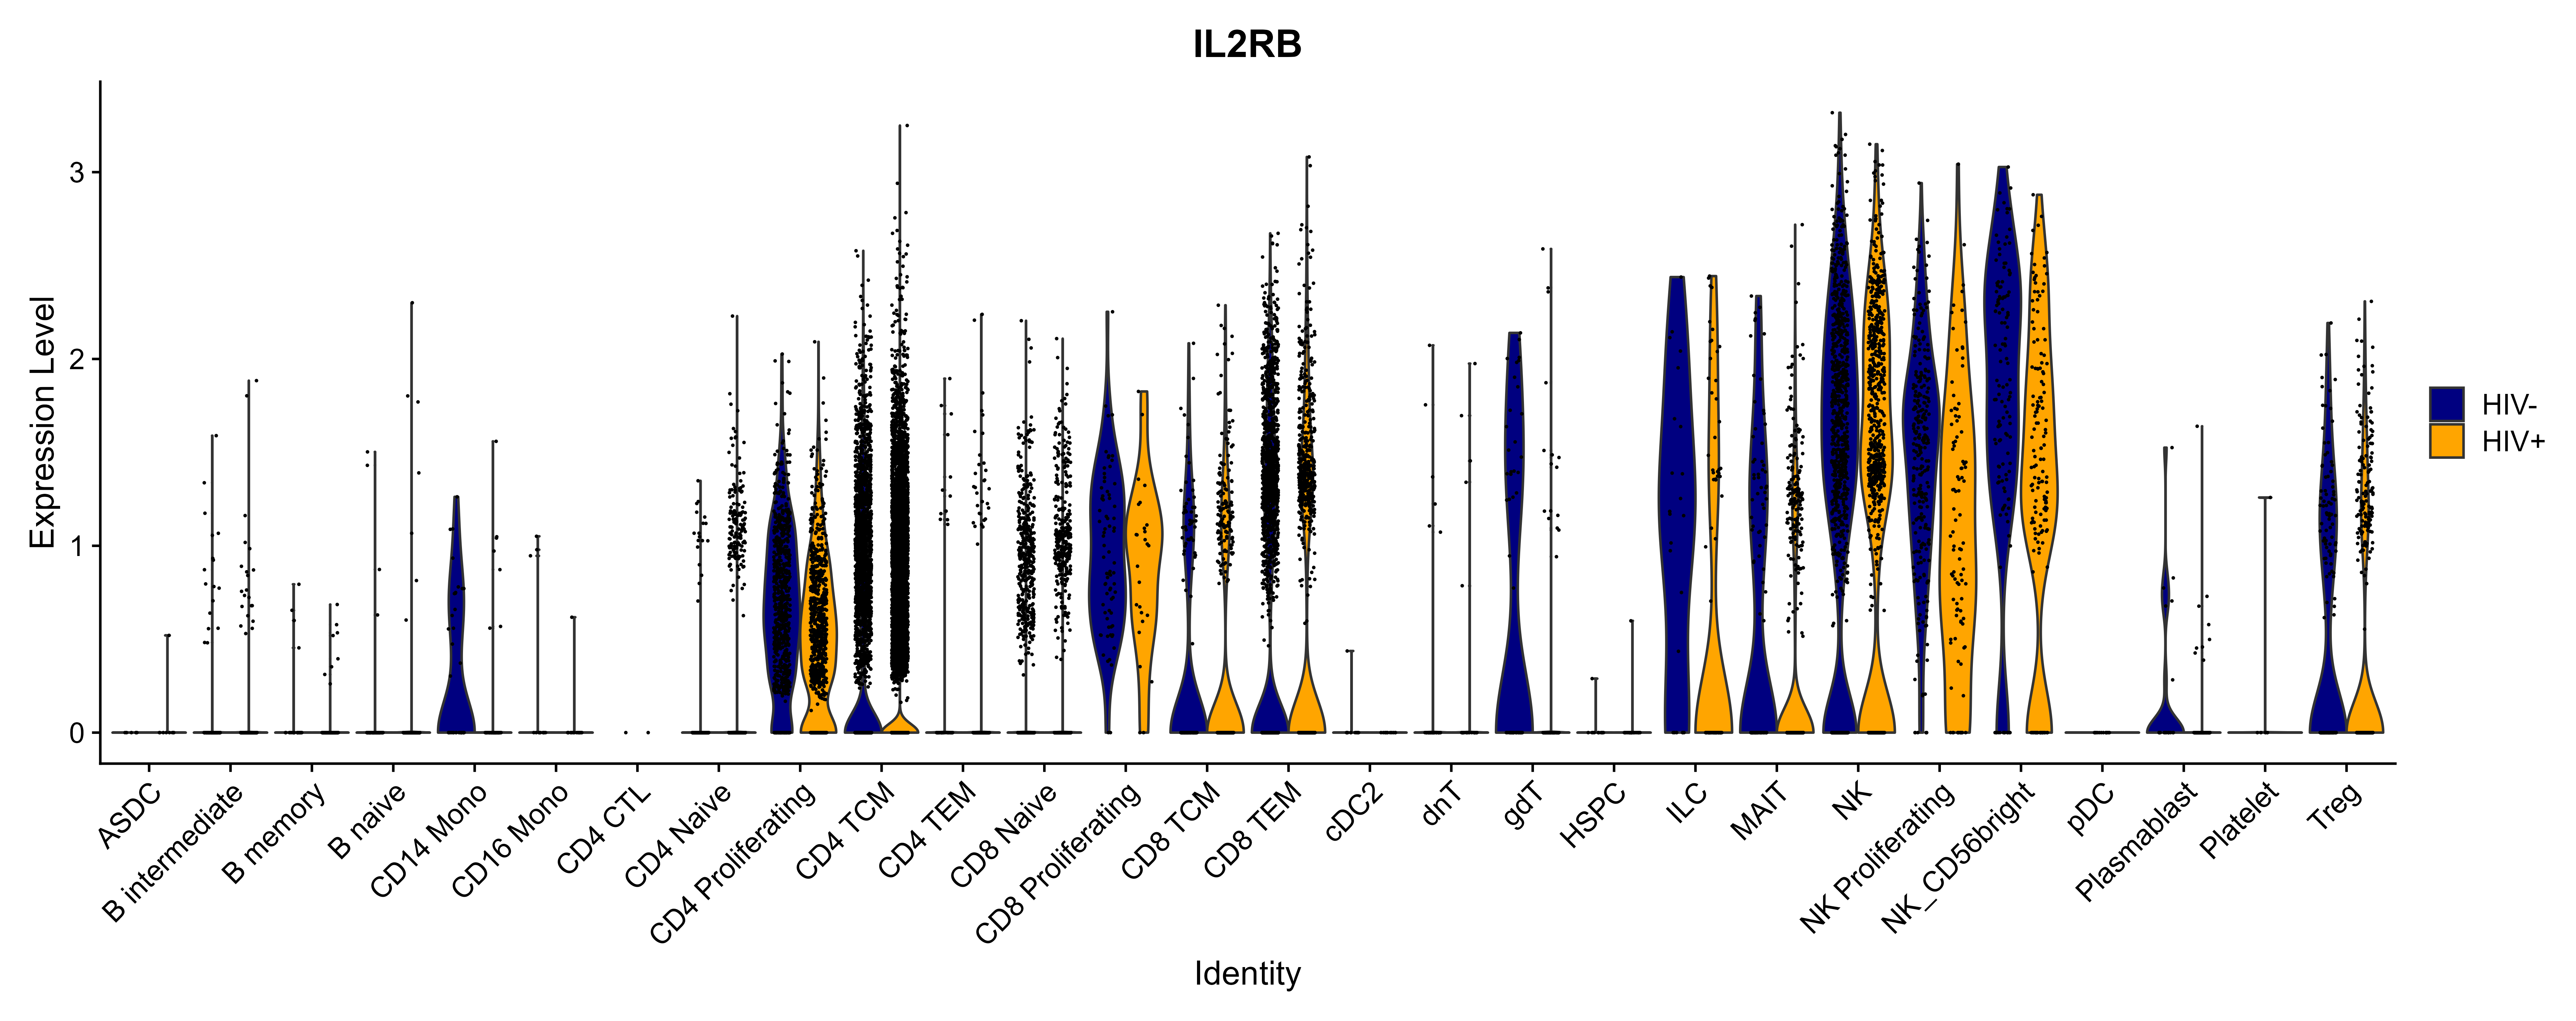 IL2RB
Expression Level
3
2
1
0
ASDC
B intermediate
B memory
B naive
CD14 Mono
CD16 Mono
CD4 CTL
CD4 Naive
CD4 Proliferating
CD4 TCM
CD4 TEM
CD8 Naive
CD8 Proliferating
CD8 TCM
CD8 TEM
cDC2
dnT
gdT
HSPC
ILC
MAIT
NK
NK Proliferating
NK_CD56bright
pDC
Plasmablast
Platelet
Treg
Identity
HIV-
HIV+